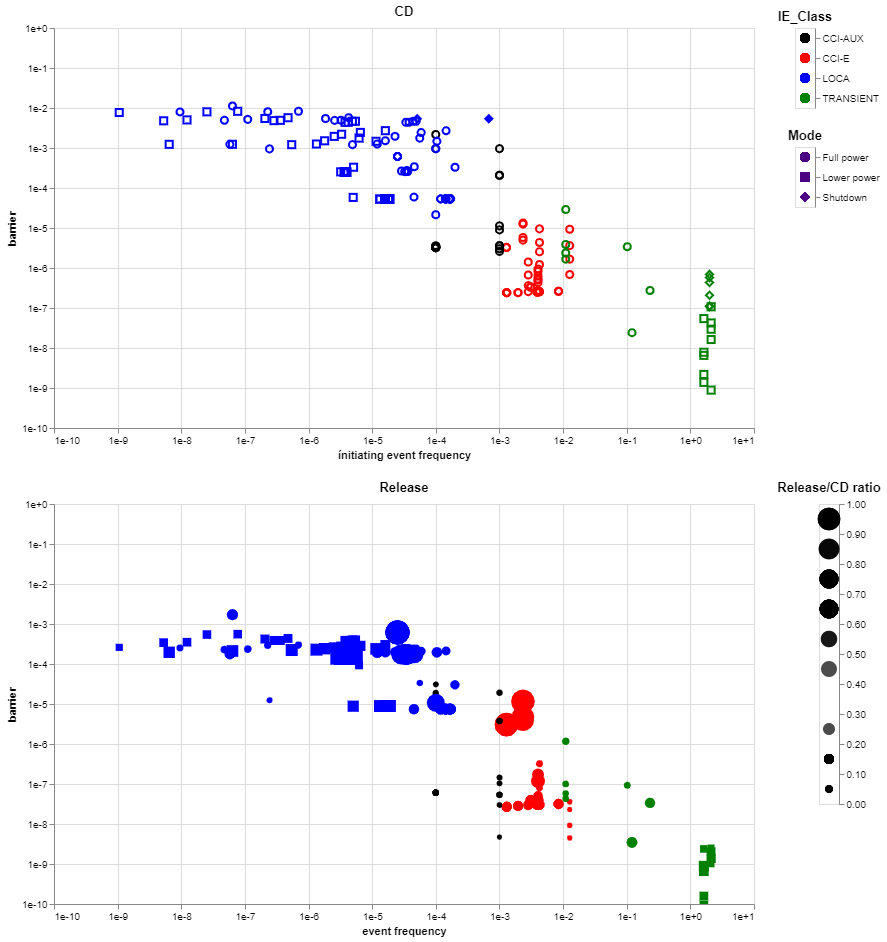 CD
1e+0
1e-1
1e-2
1e-3
1e-4
1e-5
1e-6
1e-7
1e-8
1e-9
1e-10
barrier
1e-10 1e-9 1e-8 1e-7 1e-6 1e-5 1e-4 1e-3 1e-2 1e-1 1e+0 1e+1
ínitiating event frequency
IE_Class
CCI-AUX
CCI-E
LOCA
TRANSIENT
Mode
Full power
Lower power
Shutdown
Release
1e+0
1e-1
1e-2
1e-3
1e-4
1e-5
1e-6
1e-7
1e-8
1e-9
1e-10
barrier
1e-10 1e-9 1e-8 1e-7 1e-6 1e-5 1e-4 1e-3 1e-2 1e-1 1e+0 1e+1
event frequency
Release/CD ratio
1.00
0.90
0.80
0.70
0.60
0.50
0.40
0.30
0.20
0.10
0.00